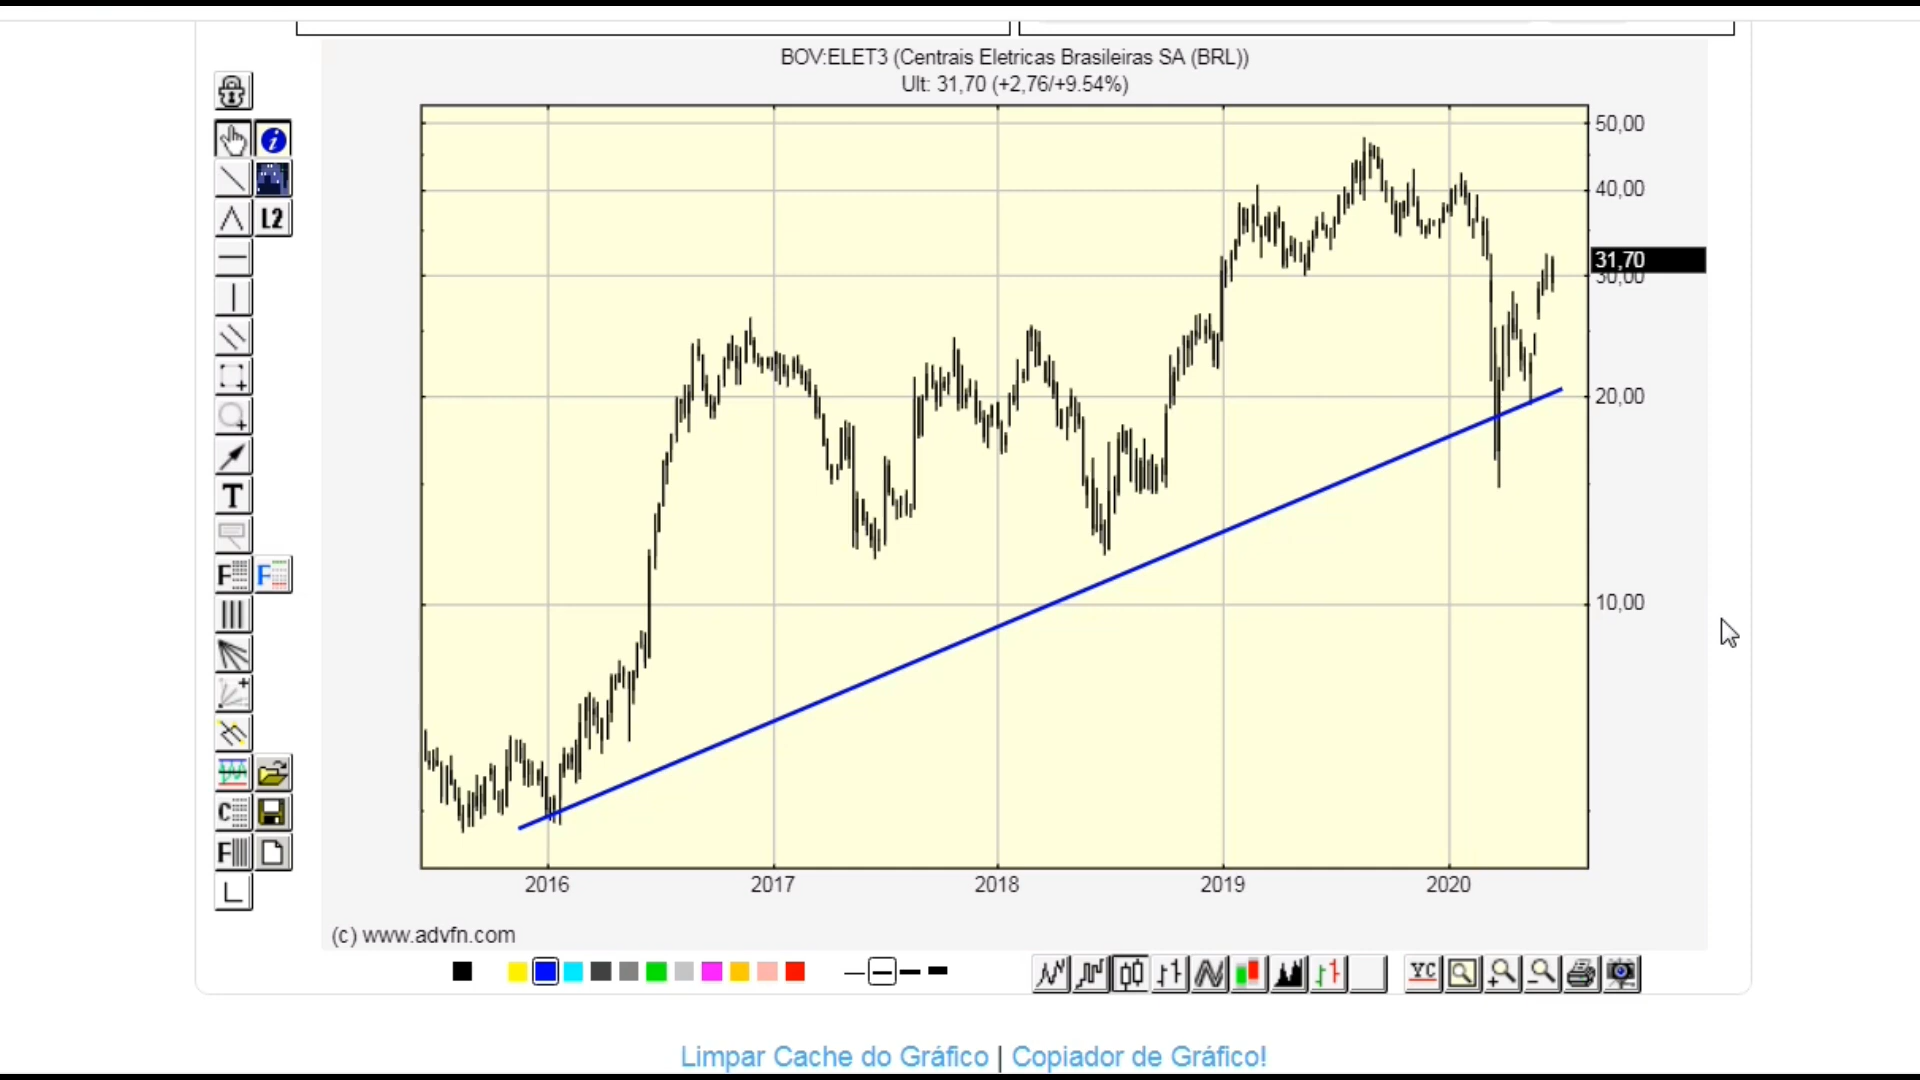 BOV:ELET3 (Centrais Eletricas Brasileiras SA (BRL))
Ult: 31,70 (+2,76/+9.54%)
50,00
40,00
31,70
30,00
20,00
10,00
L2
T
F
F
C
F
2016
2017
2018
2019
2020
(c) www.advfn.com
YC
Limpar Cache do Gráfico | Copiador de Gráfico!